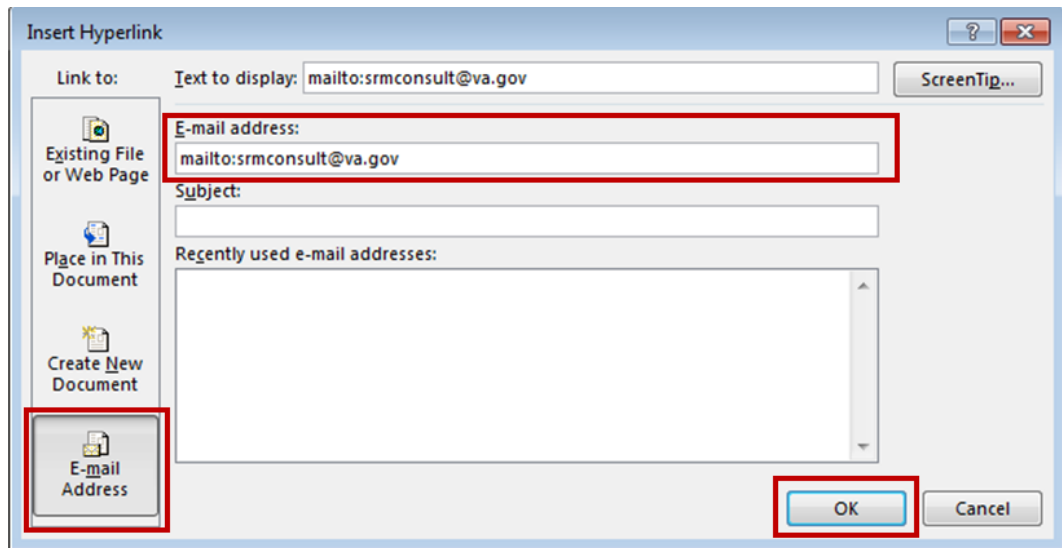 Insert Hyperlink
Link to:
Text to display: mailto:srmconsult@va.gov
ScreenTip...
Existing File
or Web Page
Place in This
Document
Create New
Document
E-mail
Address
E-mail address:
mailto:srmconsult@va.gov
Subject:
Recently used e-mail addresses:
OK
Cancel